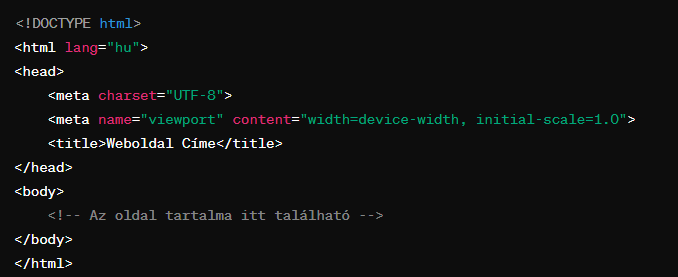 <!DOCTYPE html>
<html lang="hu">
<head>
    <meta charset="UTF-8">
    <meta name="viewport" content="width=device-width, initial-scale=1.0">
    <title>Weboldal Címe</title>
</head>
<body>
    <!-- Az oldal tartalma itt található -->
</body>
</html>